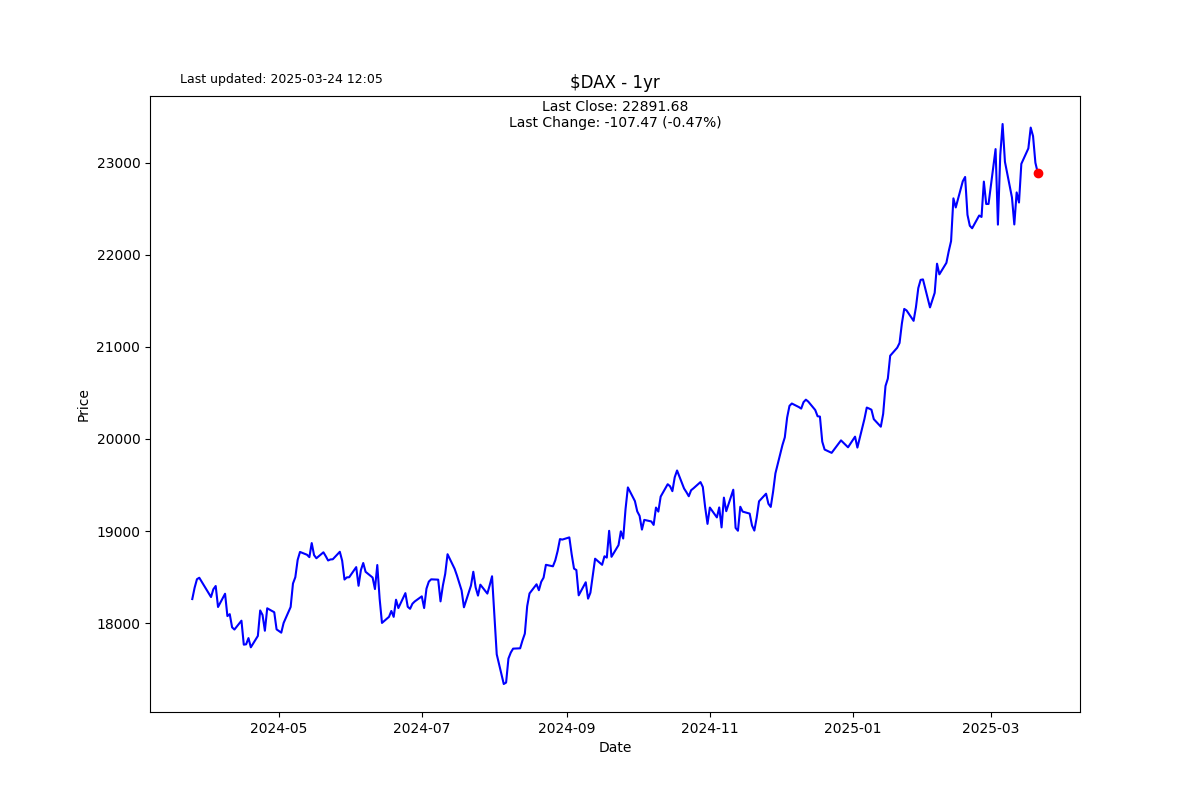 Last updated: 2025-03-24 12:05
$DAX - 1yr
Last Close: 22891.68
Last Change: -107.47 (-0.47%)
23000
22000
21000
20000
19000
18000
Price
2024-05
2024-07
2024-09
2024-11
2025-01
2025-03
Date